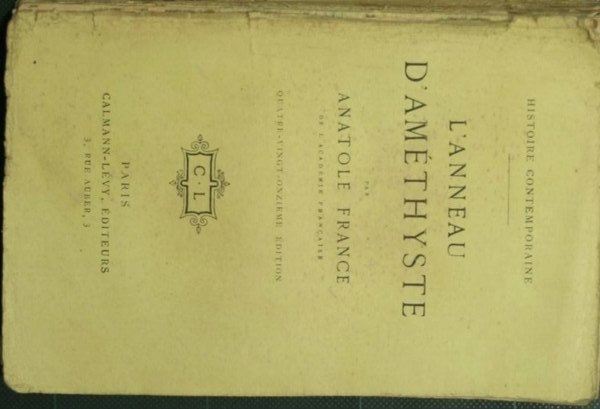 HISTOIRE CONTEMPORAINE
L'ANNEAU
D'AMÉTHYSTE
PAR
ANATOLE FRANCE
DE L'ACADÉMIE FRANÇAISE
QUATRE-VINGT-ONZIÈME ÉDITION
C · L
PARIS
CALMANN-LÉVY, ÉDITEURS
3, RUE AUBER, 3